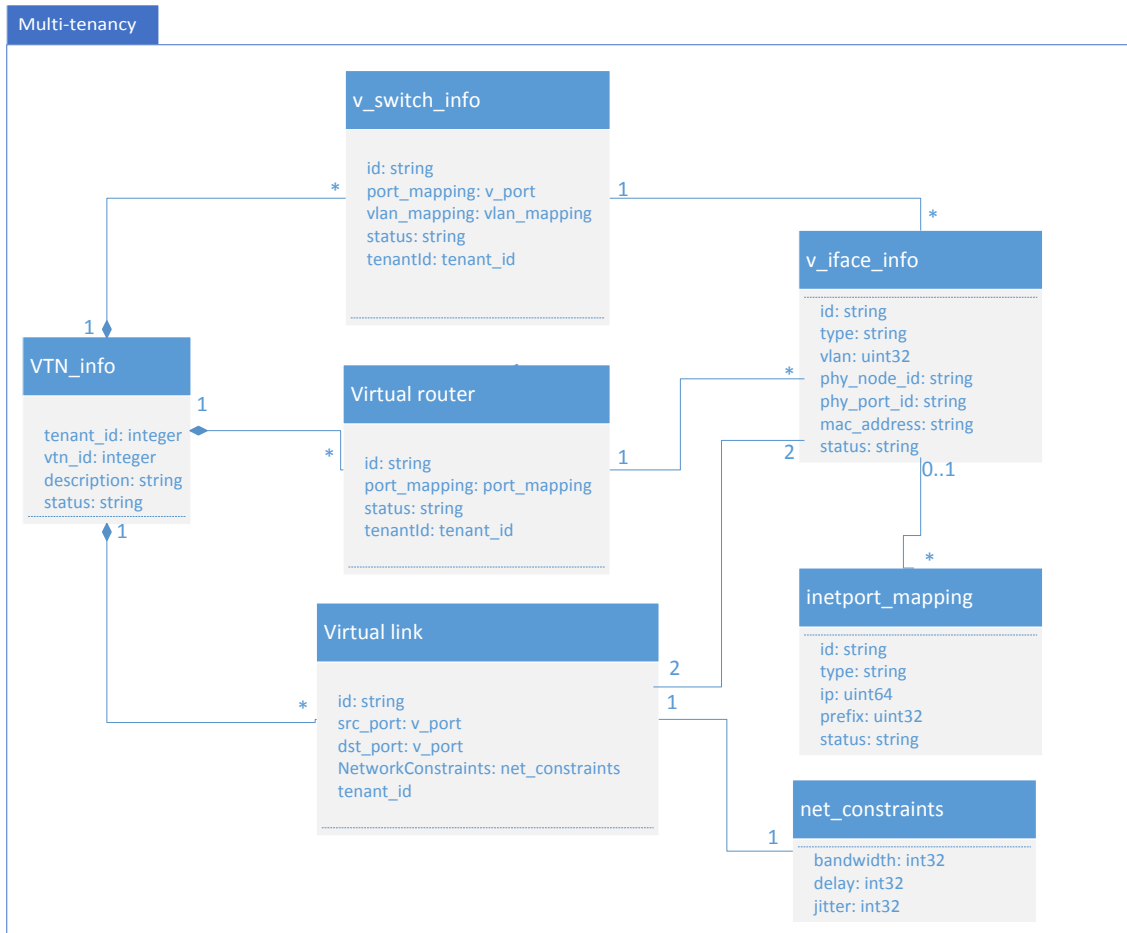 Multi-tenancy
v_switch_info
id: string
port_mapping: v_port
vlan_mapping: vlan_mapping
status: string
tenantId: tenant_id
*
1
*
1
v_iface_info
id: string
type: string
vlan: uint32
phy_node_id: string
phy_port_id: string
mac_address: string
status: string
VTN_info
tenant_id: integer
vtn_id: integer
description: string
status: string
1
*
1
Virtual router
id: string
port_mapping: port_mapping
status: string
tenantId: tenant_id
1
*
2
0..1
*
inetport_mapping
id: string
type: string
ip: uint64
prefix: uint32
status: string
Virtual link
id: string
src_port: v_port
dst_port: v_port
NetworkConstraints: net_constraints
tenant_id
*
2
1
1
net_constraints
bandwidth: int32
delay: int32
jitter: int32